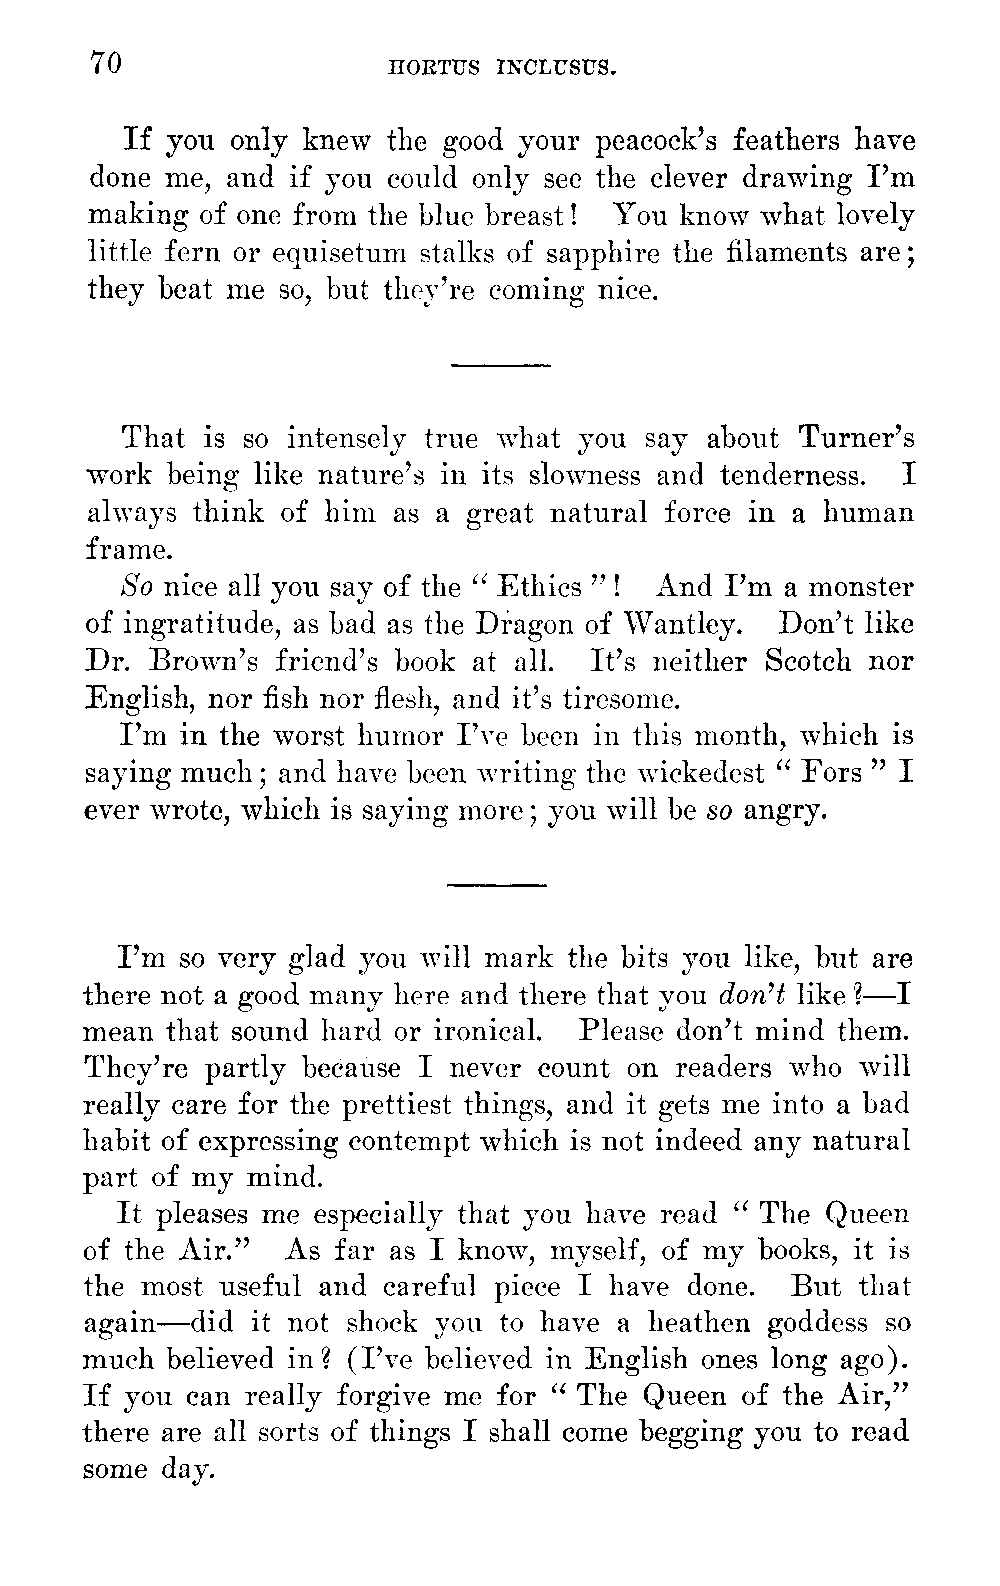 70 HORTUS INCLUSUS.
If you only knew the good your peacock's feathers have
done me, and if you could only see the clever drawing I'm
making of one from the blue breast! You know what lovely
little fern or equisetum stalks of sapphire the filaments are;
they beat me so, but they're coming nice.
That is so intensely true what you say about Turner's
work being like nature's in its slowness and tenderness. I
always think of him as a great natural force in a human
frame.
So nice all you say of the “ Ethics ”! And I'm a monster
of ingratitude, as bad as the Dragon of Wantley. Don't like
Dr. Brown's friend's book at all. It's neither Scotch nor
English, nor fish nor flesh, and it's tiresome.
I'm in the worst humor I've been in this month, which is
saying much; and have been writing the wickedest “ Fors ” I
ever wrote, which is saying more; you will be so angry.
I'm so very glad you will mark the bits you like, but are
there not a good many here and there that you don't like?—I
mean that sound hard or ironical. Please don't mind them.
They're partly because I never count on readers who will
really care for the prettiest things, and it gets me into a bad
habit of expressing contempt which is not indeed any natural
part of my mind.
It pleases me especially that you have read “ The Queen
of the Air.” As far as I know, myself, of my books, it is
the most useful and careful piece I have done. But that
again—did it not shock you to have a heathen goddess so
much believed in? (I've believed in English ones long ago).
If you can really forgive me for “ The Queen of the Air,”
there are all sorts of things I shall come begging you to read
some day.